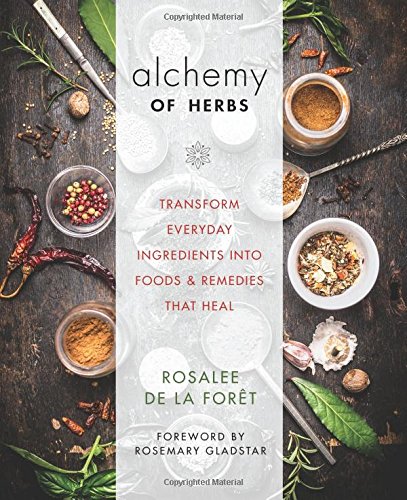 Copyrighted Material
alchemy
OF HERBS
TRANSFORM
EVERYDAY
INGREDIENTS INTO
FOODS & REMEDIES
THAT HEAL
ROSALEE
DE LA FORÊT
FOREWORD BY
ROSEMARY GLADSTAR
Copyrighted Material